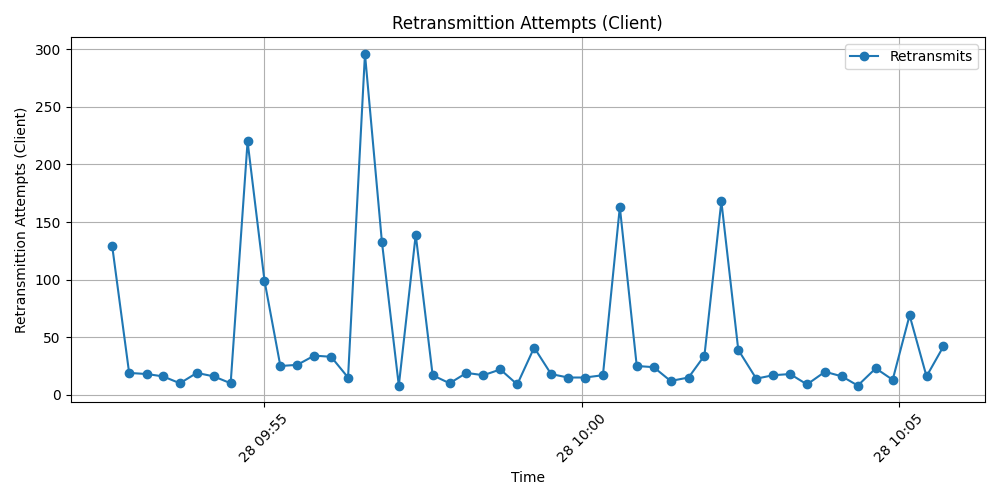 Retransmittion Attempts (Client)
Retransmits
Retransmittion Attempts (Client)
300
250
200
150
100
50
0
28 09:55
28 10:00
28 10:05
Time